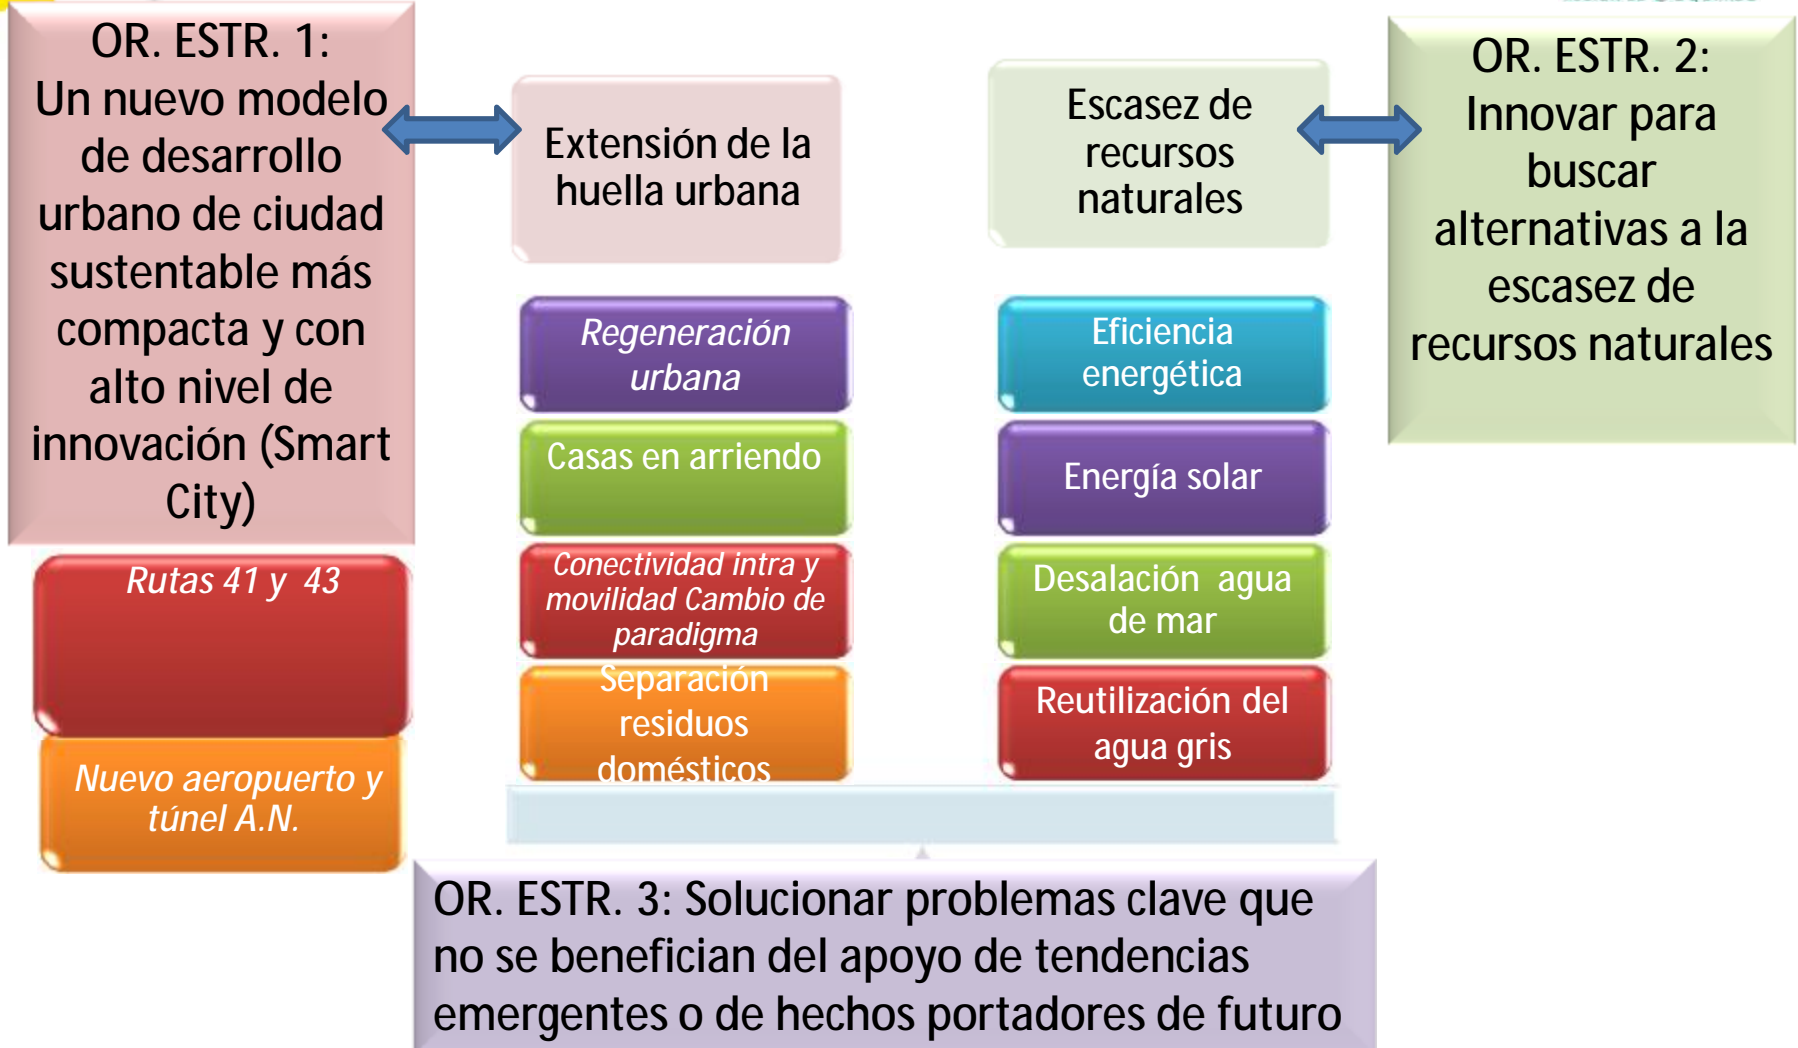 OR. ESTR. 1:
Un nuevo modelo
de desarrollo
urbano de ciudad
sustentable más
compacta y con
alto nivel de
innovación (Smart
City)
Rutas 41 y 43
Nuevo aeropuerto y
túnel A.N.
Extensión de la
huella urbana
Regeneración
urbana
Casas en arriendo
Conectividad intra y
movilidad Cambio de
paradigma
Separación
residuos
domésticos
Escasez de
recursos
naturales
Eficiencia
energética
Energía solar
Desalación agua
de mar
Reutilización del
agua gris
OR. ESTR. 2:
Innovar para
buscar
alternativas a la
escasez de
recursos naturales
OR. ESTR. 3: Solucionar problemas clave que
no se benefician del apoyo de tendencias
emergentes o de hechos portadores de futuro